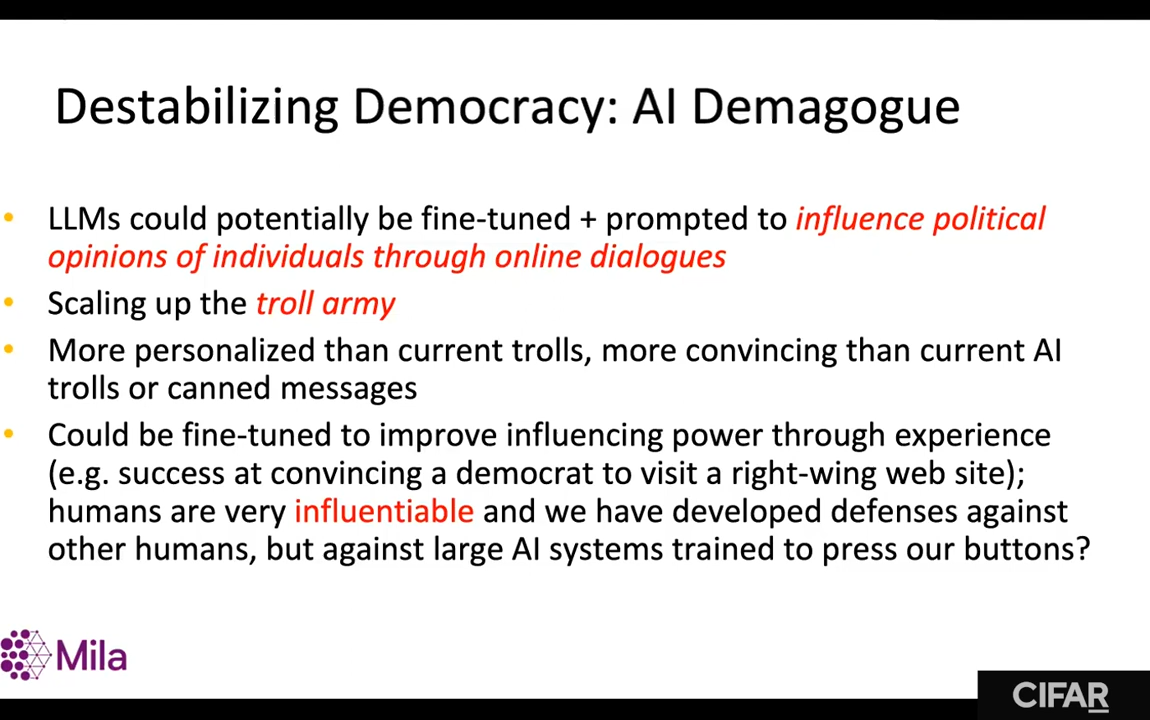 Destabilizing Democracy: AI Demagogue
• LLMs could potentially be fine-tuned + prompted to influence political
opinions of individuals through online dialogues
• Scaling up the troll army
• More personalized than current trolls, more convincing than current AI
trolls or canned messages
• Could be fine-tuned to improve influencing power through experience
(e.g. success at convincing a democrat to visit a right-wing web site);
humans are very influentiable and we have developed defenses against
other humans, but against large AI systems trained to press our buttons?
Mila
CIFAR